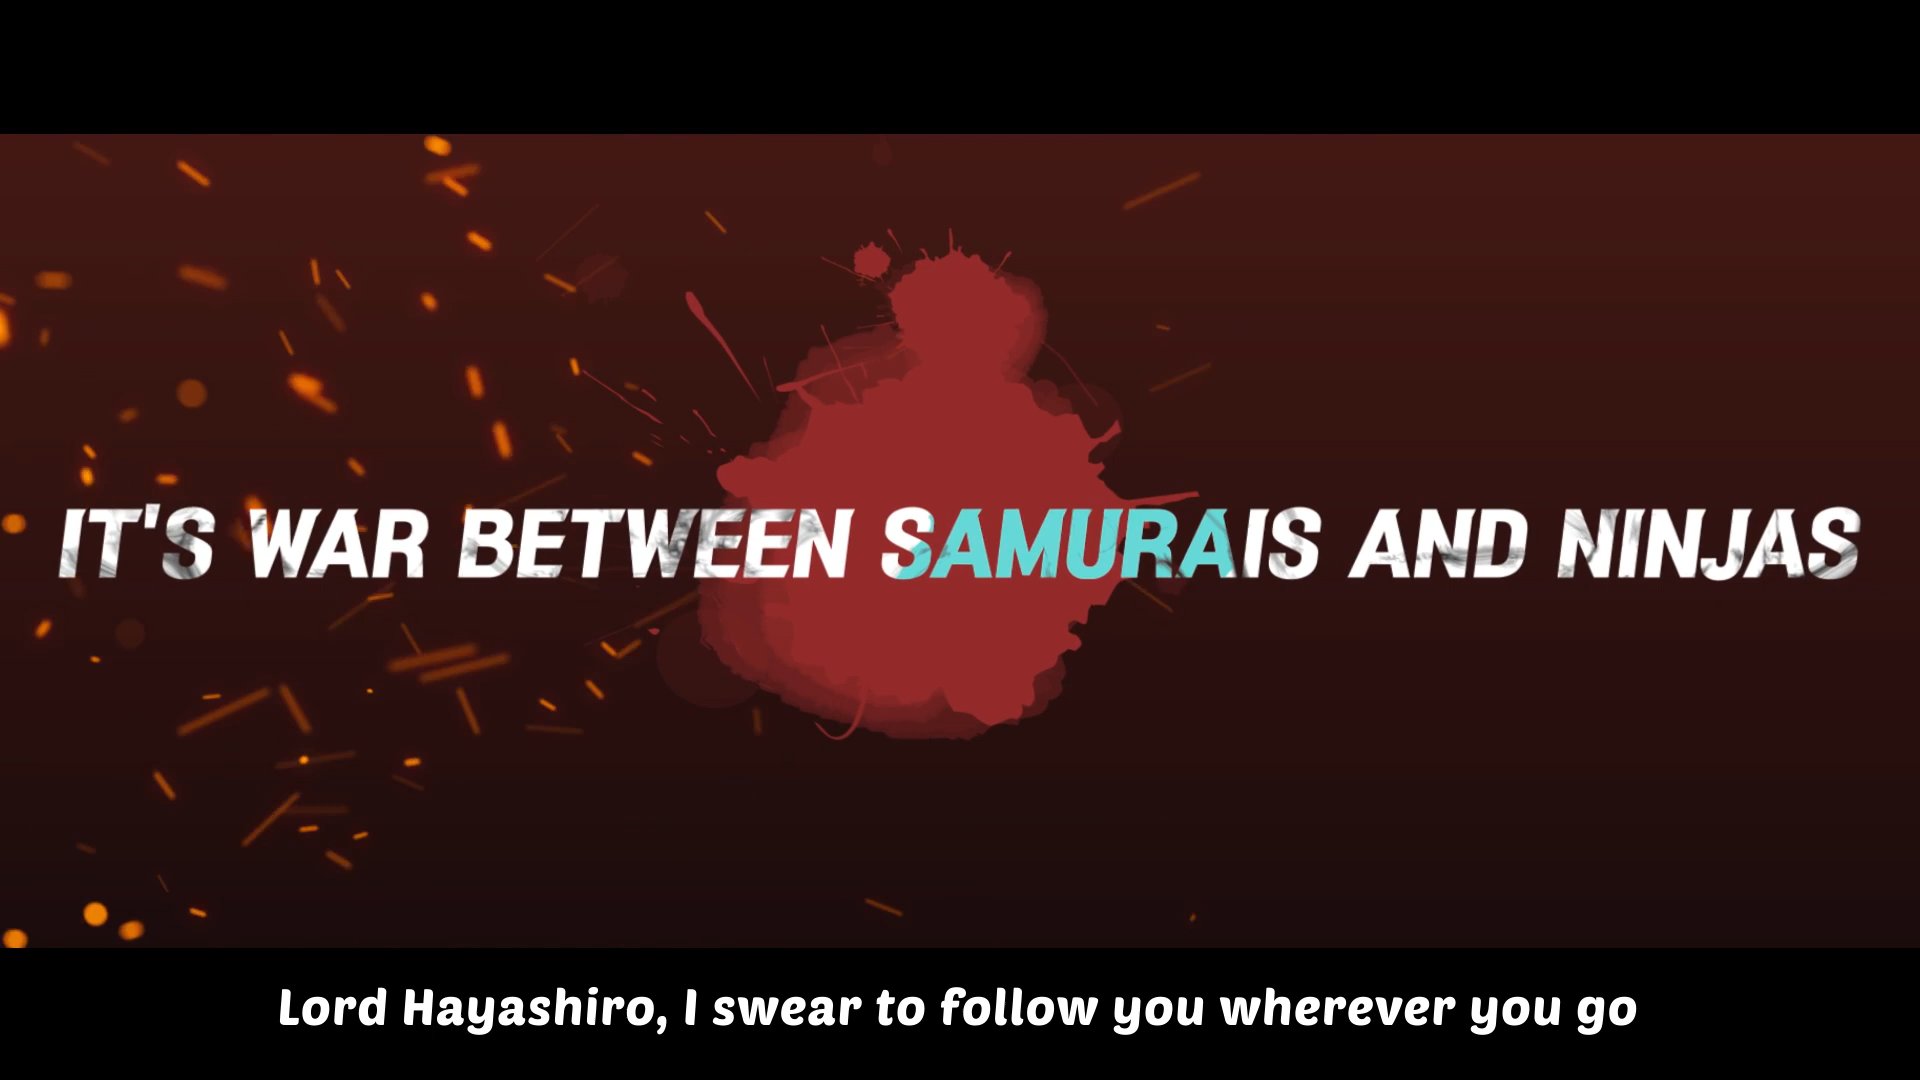 IT'S WAR BETWEEN SAMURAIS AND NINJAS
Lord Hayashiro, I swear to follow you wherever you go